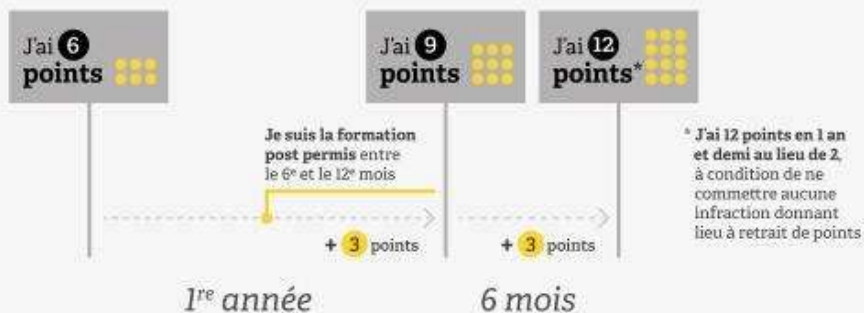 J'ai 6
points
J'ai 9
points
J'ai 12
points*
Je suis la formation
post permis entre
le 6e et le 12e mois
* J'ai 12 points en 1 an
et demi au lieu de 2,
à condition de ne
commettre aucune
infraction donnant
lieu à retrait de points
+ 3 points
+ 3 points
1re année
6 mois